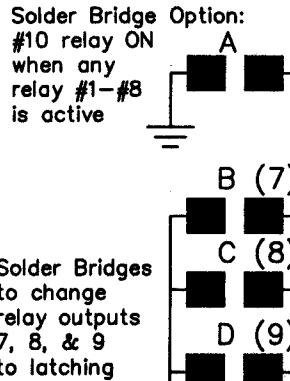 Solder Bridge Option:
#10 relay ON
when any
relay #1–#8
is active
A
B (7)
C (8)
D (9)
Solder Bridges
to change
relay outputs
7, 8, & 9
to latching